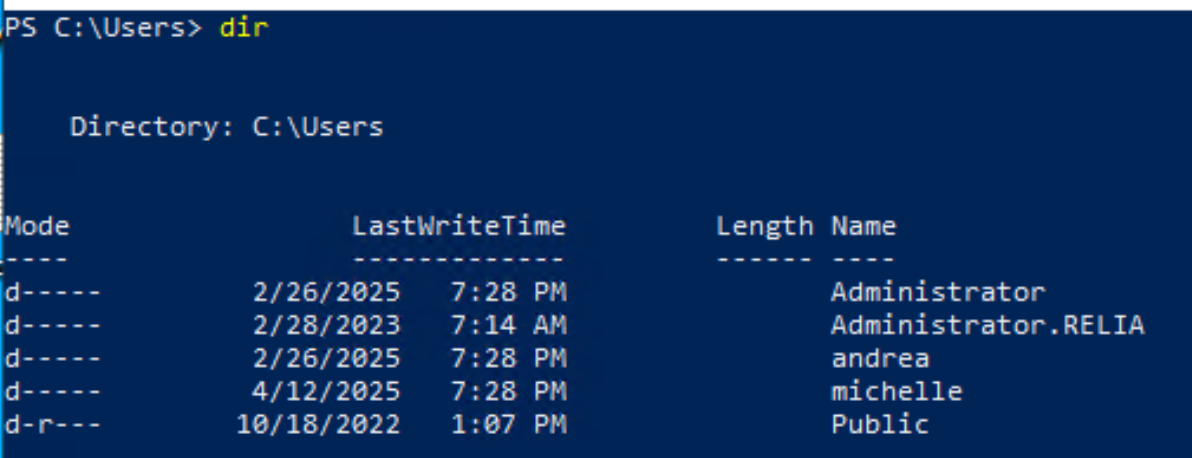 PS C:\Users> dir
Directory: C:\Users
Mode                 LastWriteTime         Length Name
----                 -------------         ------ ----
d-----         2/26/2025   7:28 PM                Administrator
d-----         2/28/2023   7:14 AM                Administrator.RELIA
d-----         2/26/2025   7:28 PM                andrea
d-----         4/12/2025   7:28 PM                michelle
d-r---        10/18/2022   1:07 PM                Public